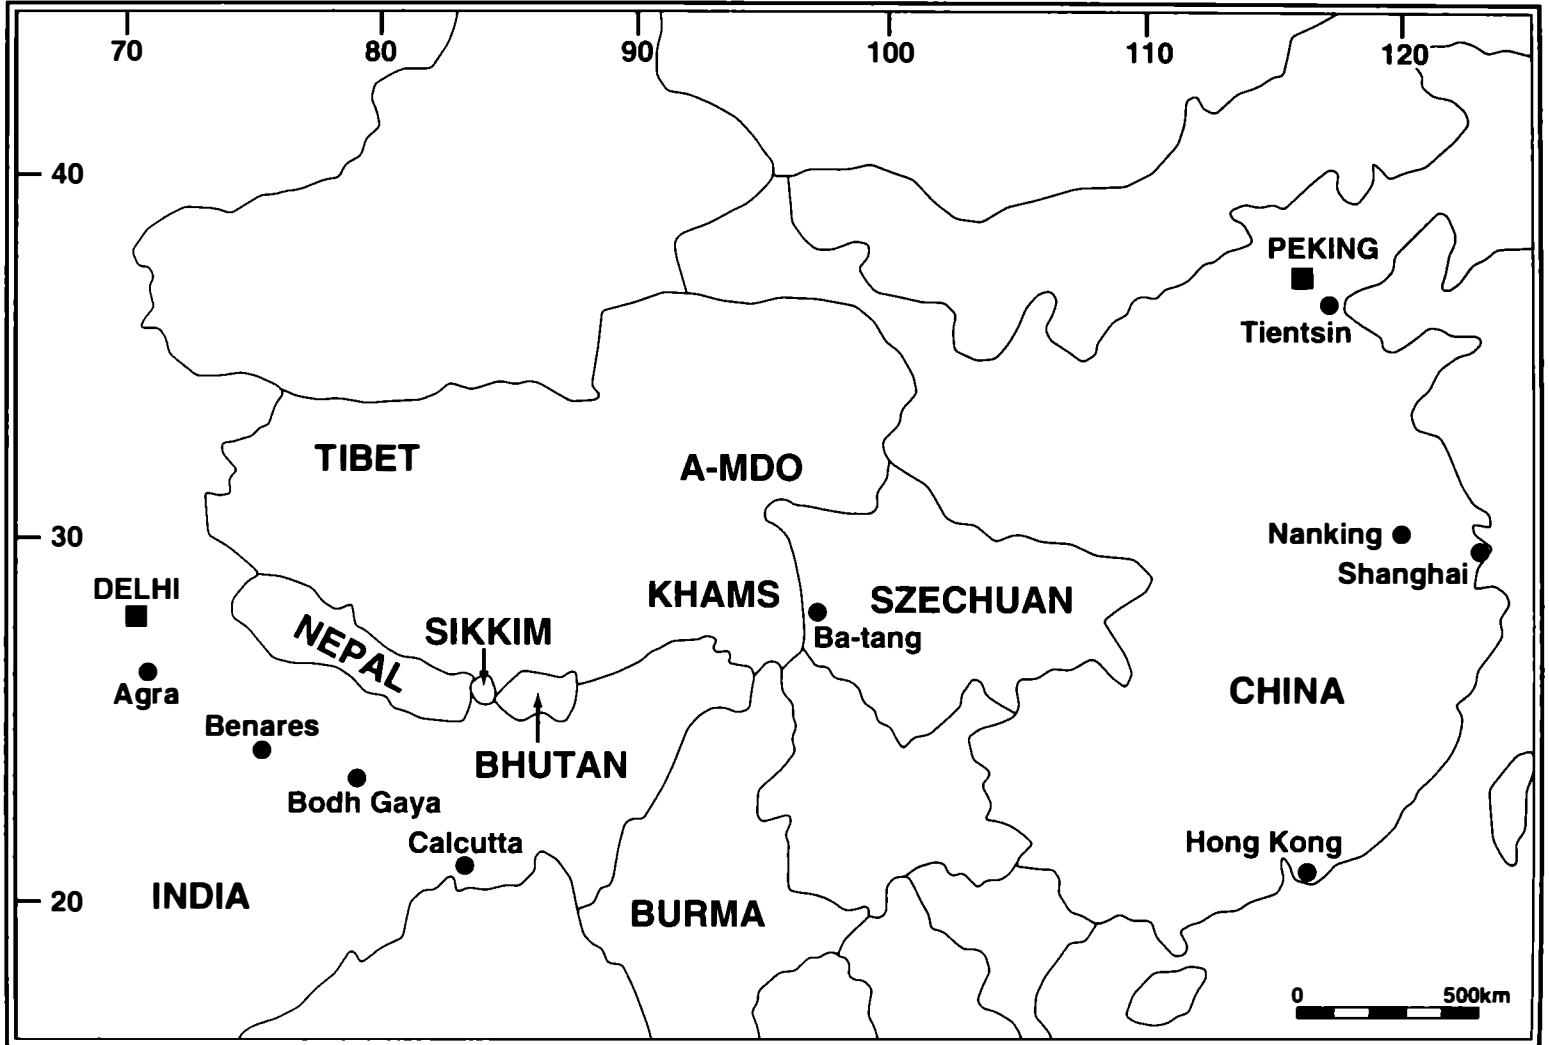 70 80 90 100 110 120
40
PEKING
Tientsin
TIBET
A-MDO
30
Nanking
Shanghai
DELHI
KHAMS
SZECHUAN
NEPAL
SIKKIM
Ba-tang
Agra
CHINA
Benares
BHUTAN
Bodh Gaya
Calcutta
Hong Kong
INDIA
20
BURMA
0 500km